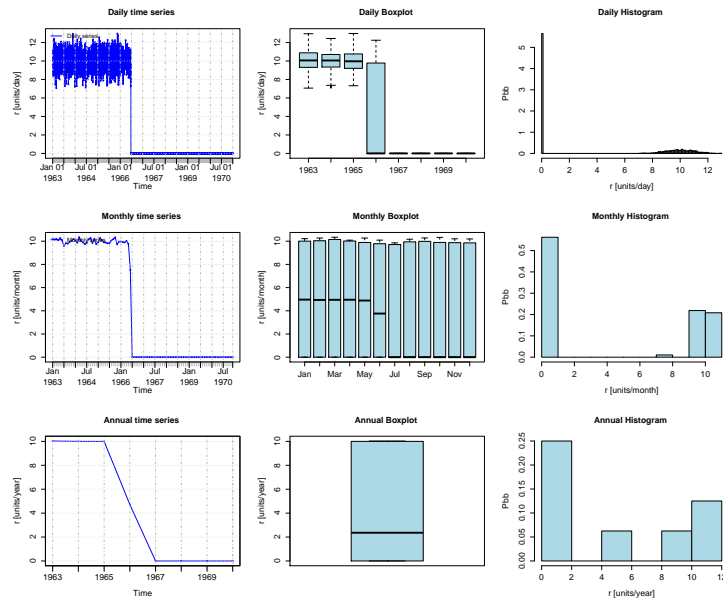 Daily time series
Daily Boxplot
Daily Histogram
r [units/day]
0 2 4 6 8 10 12
Daily series
Jan 01 Jul 01 Jan 01 Jul 01 Jan 01 Jul 01
1963 1964 1966 1967 1969 1970
Time
r [units/day]
0 2 4 6 8 10 12
1963 1965 1967 1969
Pbb
0 1 2 3 4 5
0 2 4 6 8 10 12
r [units/day]
Monthly time series
Monthly Boxplot
Monthly Histogram
r [units/month]
0 2 4 6 8 10
Jan Jul Jan Jul Jan Jul
1963 1964 1966 1967 1969 1970
Time
r [units/month]
0 2 4 6 8 10
Jan Mar May Jul Sep Nov
Pbb
0.0 0.1 0.2 0.3 0.4 0.5
0 2 4 6 8 10
r [units/month]
Annual time series
Annual Boxplot
Annual Histogram
r [units/year]
0 2 4 6 8 10
1963 1965 1967 1969
Time
r [units/year]
0 2 4 6 8 10
Pbb
0.00 0.05 0.10 0.15 0.20 0.25
0 2 4 6 8 10 12
r [units/year]